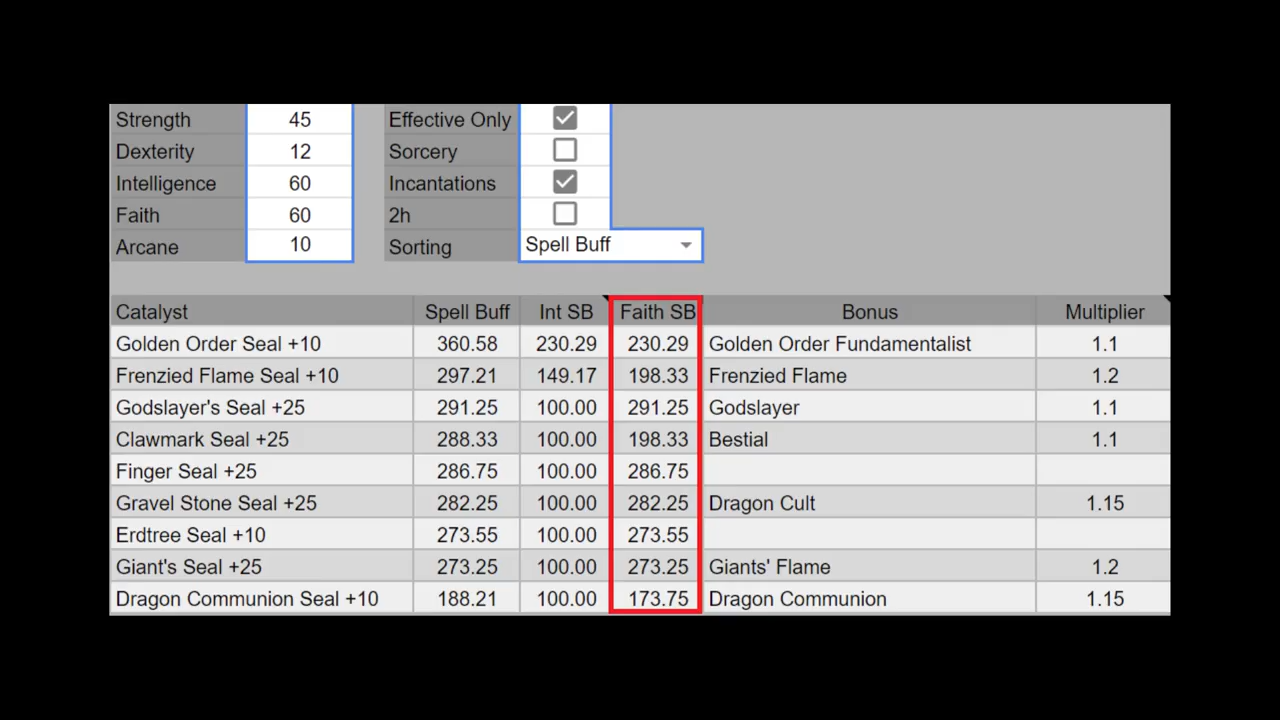 Strength 45 Effective Only
Dexterity 12 Sorcery
Intelligence 60 Incantations
Faith 60 2h
Arcane 10 Sorting Spell Buff
Catalyst Spell Buff Int SB Faith SB Bonus Multiplier
Golden Order Seal +10 360.58 230.29 230.29 Golden Order Fundamentalist 1.1
Frenzied Flame Seal +10 297.21 149.17 198.33 Frenzied Flame 1.2
Godslayer's Seal +25 291.25 100.00 291.25 Godslayer 1.1
Clawmark Seal +25 288.33 100.00 198.33 Bestial 1.1
Finger Seal +25 286.75 100.00 286.75
Gravel Stone Seal +25 282.25 100.00 282.25 Dragon Cult 1.15
Erdtree Seal +10 273.55 100.00 273.55
Giant's Seal +25 273.25 100.00 273.25 Giants' Flame 1.2
Dragon Communion Seal +10 188.21 100.00 173.75 Dragon Communion 1.15